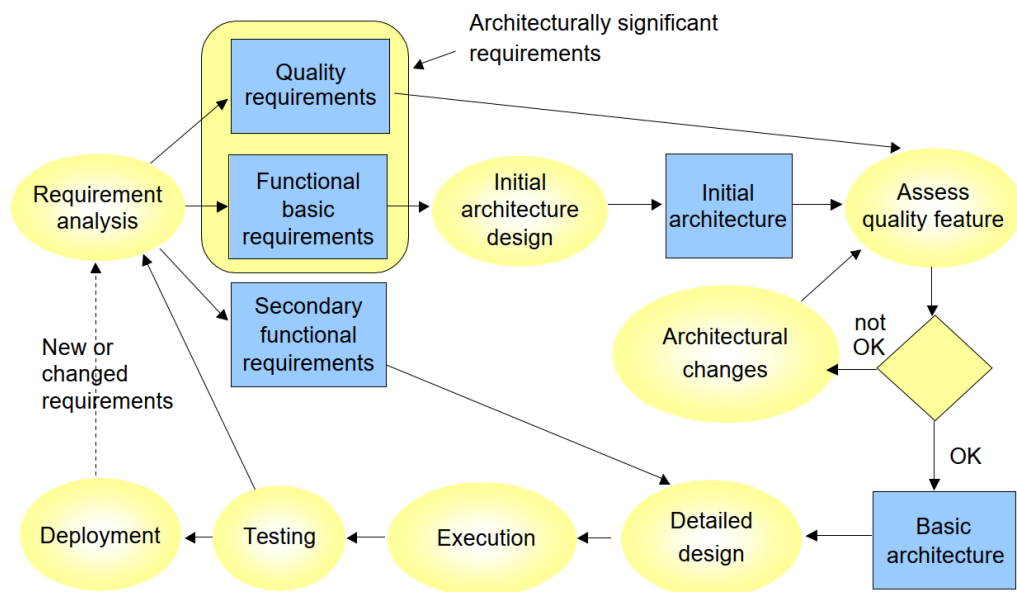 Architecturally significant
requirements
Quality
requirements
Requirement
analysis
Functional
basic
requirements
Initial
architecture
design
Initial
architecture
Assess
quality feature
Secondary
functional
requirements
Architectural
changes
not
OK
New or
changed
requirements
OK
Deployment
Testing
Execution
Detailed
design
Basic
architecture